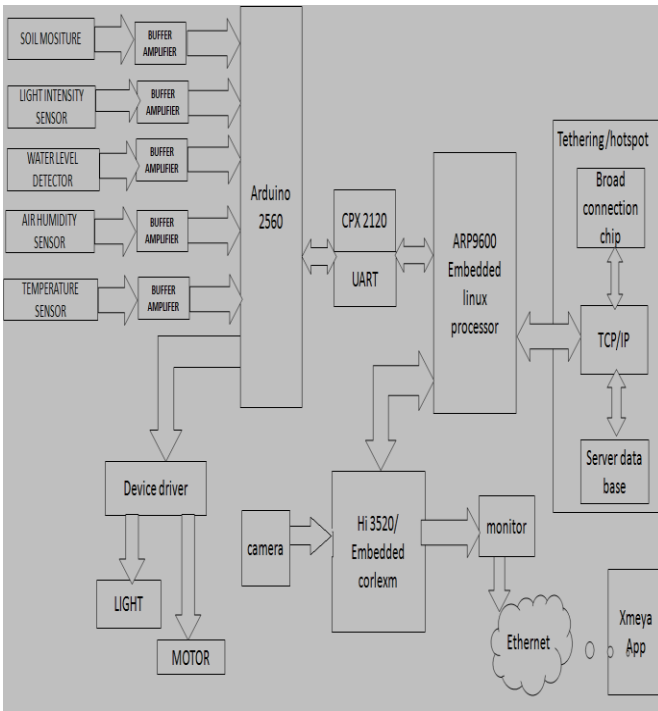 SOIL MOSITURE
BUFFER
AMPLIFIER
LIGHT INTENSITY
SENSOR
BUFFER
AMPLIFIER
WATER LEVEL
DETECTOR
BUFFER
AMPLIFIER
AIR HUMIDITY
SENSOR
BUFFER
AMPLIFIER
TEMPERATURE
SENSOR
BUFFER
AMPLIFER
Arduino
2560
CPX 2120
UART
ARP9600
Embedded
linux
processor
Tethering/hotspot
Broad
connection
chip
TCP/IP
Server data
base
Device driver
LIGHT
MOTOR
camera
Hi 3520/
Embedded
corlexm
monitor
Ethernet
Xmeya
App